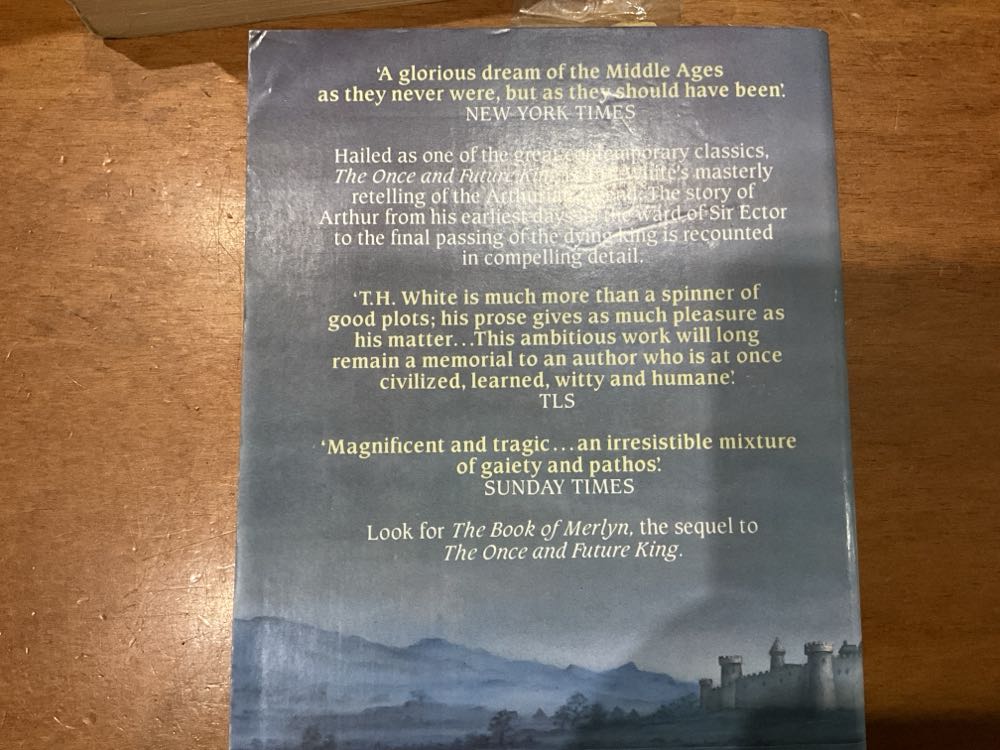 ‘A glorious dream of the Middle Ages
as they never were, but as they should have been’.
NEW YORK TIMES
Hailed as one of the great contemporary classics,
The Once and Future King is T.H. White’s masterly
retelling of the Arthurian legend. The story of
Arthur from his earliest days as the ward of Sir Ector
to the final passing of the dying king is recounted
in compelling detail.
‘T.H. White is much more than a spinner of
good plots; his prose gives as much pleasure as
his matter...This ambitious work will long
remain a memorial to an author who is at once
civilized, learned, witty and humane’.
TLS
‘Magnificent and tragic...an irresistible mixture
of gaiety and pathos’.
SUNDAY TIMES
Look for The Book of Merlyn, the sequel to
The Once and Future King.